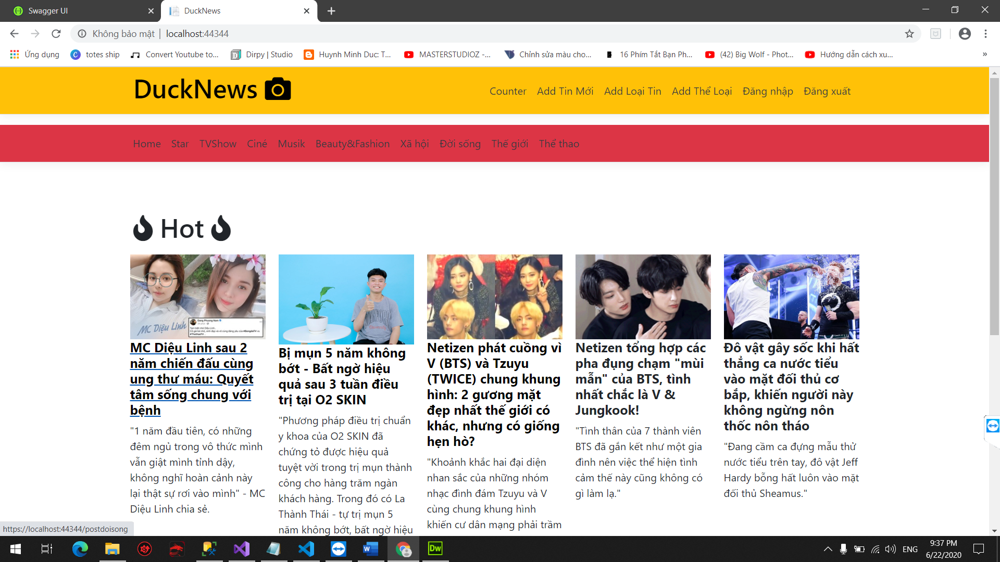 Swagger UI
DuckNews
Không bảo mật | localhost:44344
Ứng dụng
totes ship
Convert Youtube to...
Dirpy | Studio
Huynh Minh Duc: T...
MASTERSTUDIOZ -...
Chỉnh sửa màu cho...
16 Phím Tắt Bạn Ph...
(42) Big Wolf - Phot...
Hướng dẫn cách xu...
»
DuckNews
Counter
Add Tin Mới
Add Loại Tin
Add Thể Loại
Đăng nhập
Đăng xuất
Home
Star
TVShow
Ciné
Musik
Beauty&Fashion
Xã hội
Đời sống
Thế giới
Thể thao
Hot
MC Diệu Linh
Dang Phuong Nam
MC Diệu Linh sau 2
năm chiến đấu cùng
ung thư máu: Quyết
tâm sống chung với
bệnh
"1 năm đầu tiên, có những
đêm ngủ trong vô thức mình
vẫn giật mình tỉnh dậy,
không nghĩ hoàn cảnh này
lại thật sự rơi vào mình" - MC
Diệu Linh chia sẻ.
Bị mụn 5 năm không
bớt - Bất ngờ hiệu
quả sau 3 tuần điều
trị tại O2 SKIN
"Phương pháp điều trị chuẩn
y khoa của O2 SKIN đã
chứng tỏ được hiệu quả
tuyệt vời trong trị mụn thành
công cho hàng trăm ngàn
khách hàng. Trong đó có La
Thành Thái - tự trị mụn 5
năm không bớt, bất ngờ hiệu
Netizen phát cuồng vì
V (BTS) và Tzuyu
(TWICE) chung khung
hình: 2 gương mặt
đẹp nhất thế giới có
khác, nhưng có giống
hẹn hò?
"Khoảnh khắc hai đại diện
nhan sắc của những nhóm
nhạc đình đám Tzuyu và V
cùng chung khung hình
khiến cư dân mạng phải trầm
Netizen tổng hợp các
pha đụng chạm "mùi
mẫn" của BTS, tình
nhất chắc là V &
Jungkook!
"Tình thân của 7 thành viên
BTS đã gắn kết như một gia
đình nên việc thể hiện tình
cảm thế này cũng không có
gì làm lạ."
Đô vật gây sốc khi hất
thẳng ca nước tiểu
vào mặt đối thủ cơ
bắp, khiến người này
không ngừng nôn
thốc nôn tháo
"Đang cầm ca đựng mẫu thử
nước tiểu trên tay, đô vật Jeff
Hardy bỗng hất luôn vào mặt
đối thủ Sheamus."
https://localhost:44344/postdoisong
Dw
ENG
9:37 PM
6/22/2020